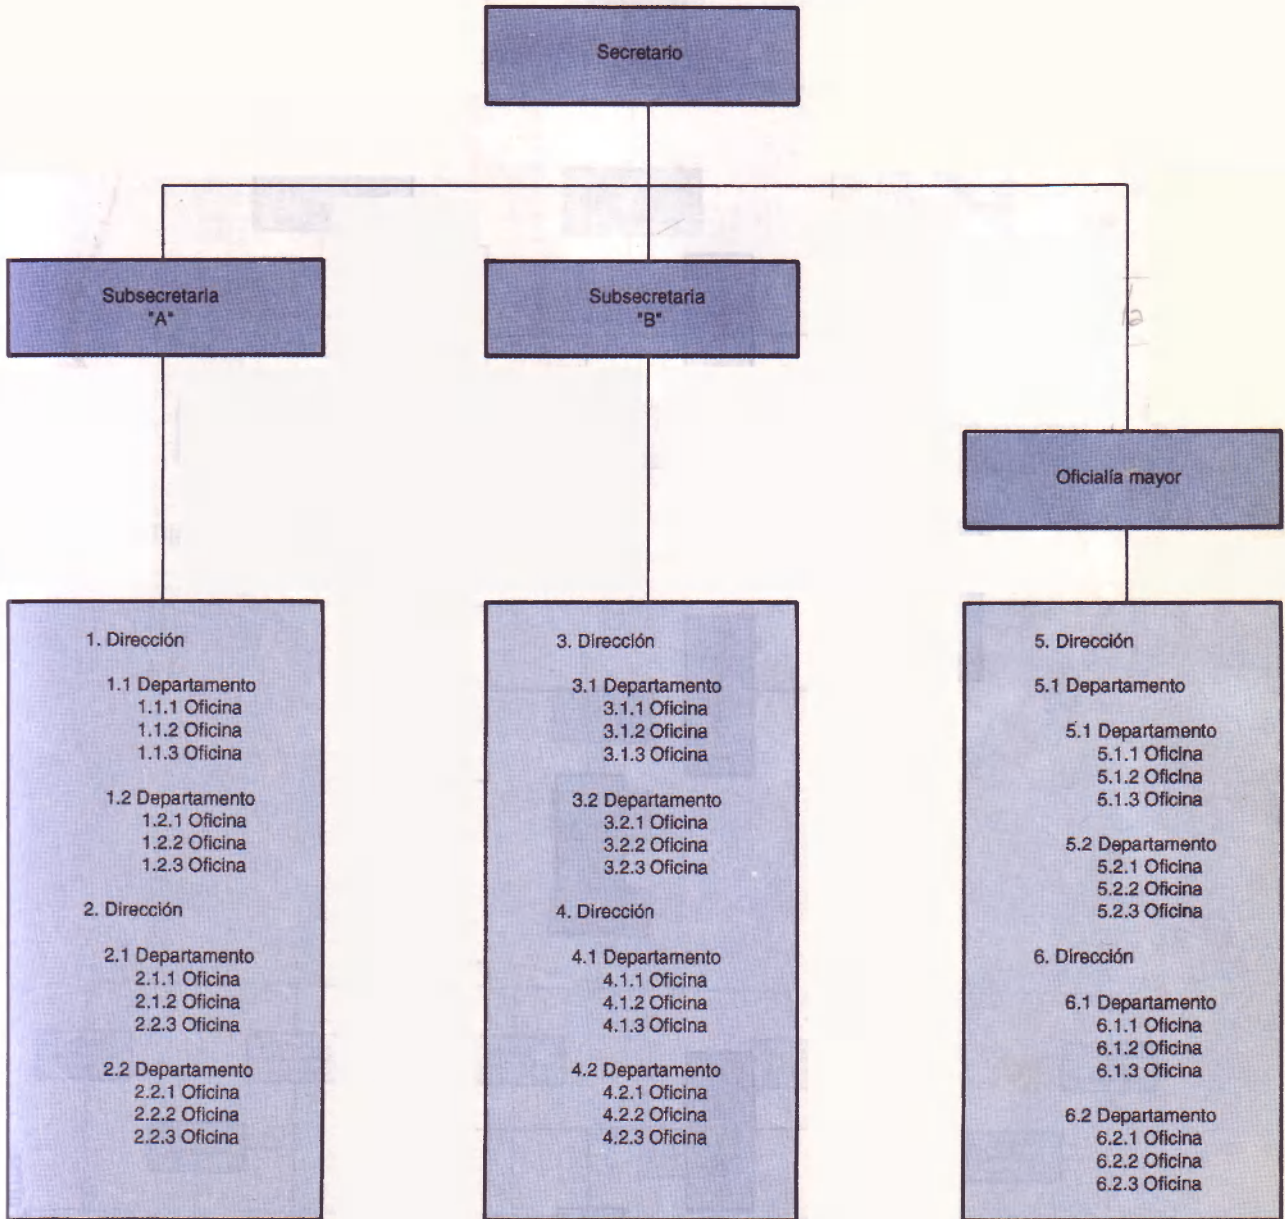 Secretario
Subsecretaria
"A"
Subsecretaria
"B"
Oficialía mayor
1. Dirección
1.1 Departamento
1.1.1 Oficina
1.1.2 Oficina
1.1.3 Oficina
1.2 Departamento
1.2.1 Oficina
1.2.2 Oficina
1.2.3 Oficina
2. Dirección
2.1 Departamento
2.1.1 Oficina
2.1.2 Oficina
2.2.3 Oficina
2.2 Departamento
2.2.1 Oficina
2.2.2 Oficina
2.2.3 Oficina
3. Dirección
3.1 Departamento
3.1.1 Oficina
3.1.2 Oficina
3.1.3 Oficina
3.2 Departamento
3.2.1 Oficina
3.2.2 Oficina
3.2.3 Oficina
4. Dirección
4.1 Departamento
4.1.1 Oficina
4.1.2 Oficina
4.1.3 Oficina
4.2 Departamento
4.2.1 Oficina
4.2.2 Oficina
4.2.3 Oficina
5. Dirección
5.1 Departamento
5.1 Departamento
5.1.1 Oficina
5.1.2 Oficina
5.1.3 Oficina
5.2 Departamento
5.2.1 Oficina
5.2.2 Oficina
5.2.3 Oficina
6. Dirección
6.1 Departamento
6.1.1 Oficina
6.1.2 Oficina
6.1.3 Oficina
6.2 Departamento
6.2.1 Oficina
6.2.2 Oficina
6.2.3 Oficina